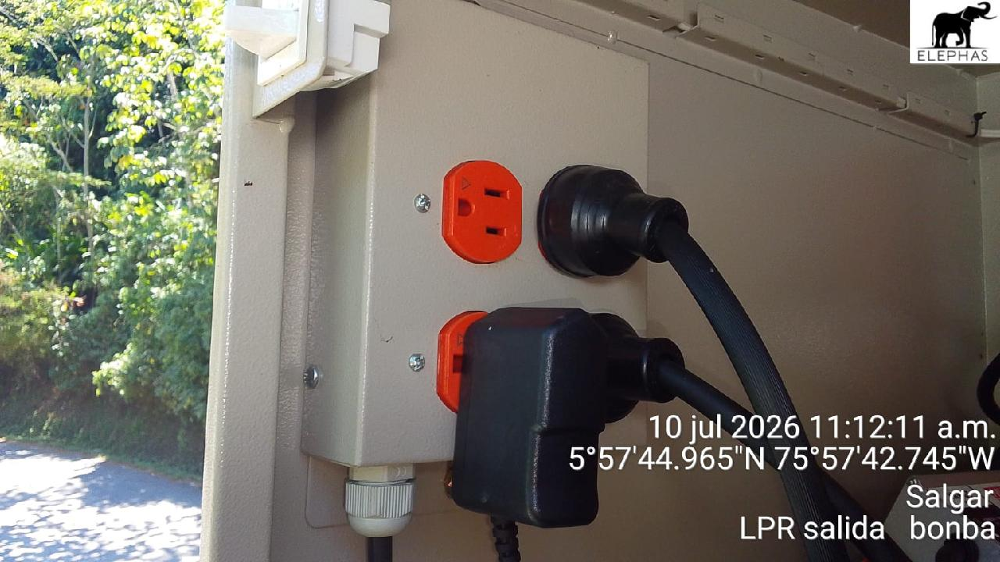 ELEPHAS
10 jul 2026 11:12:11 a.m.
5°57'44.965"N 75°57'42.745"W
Salgar
LPR salida bonba